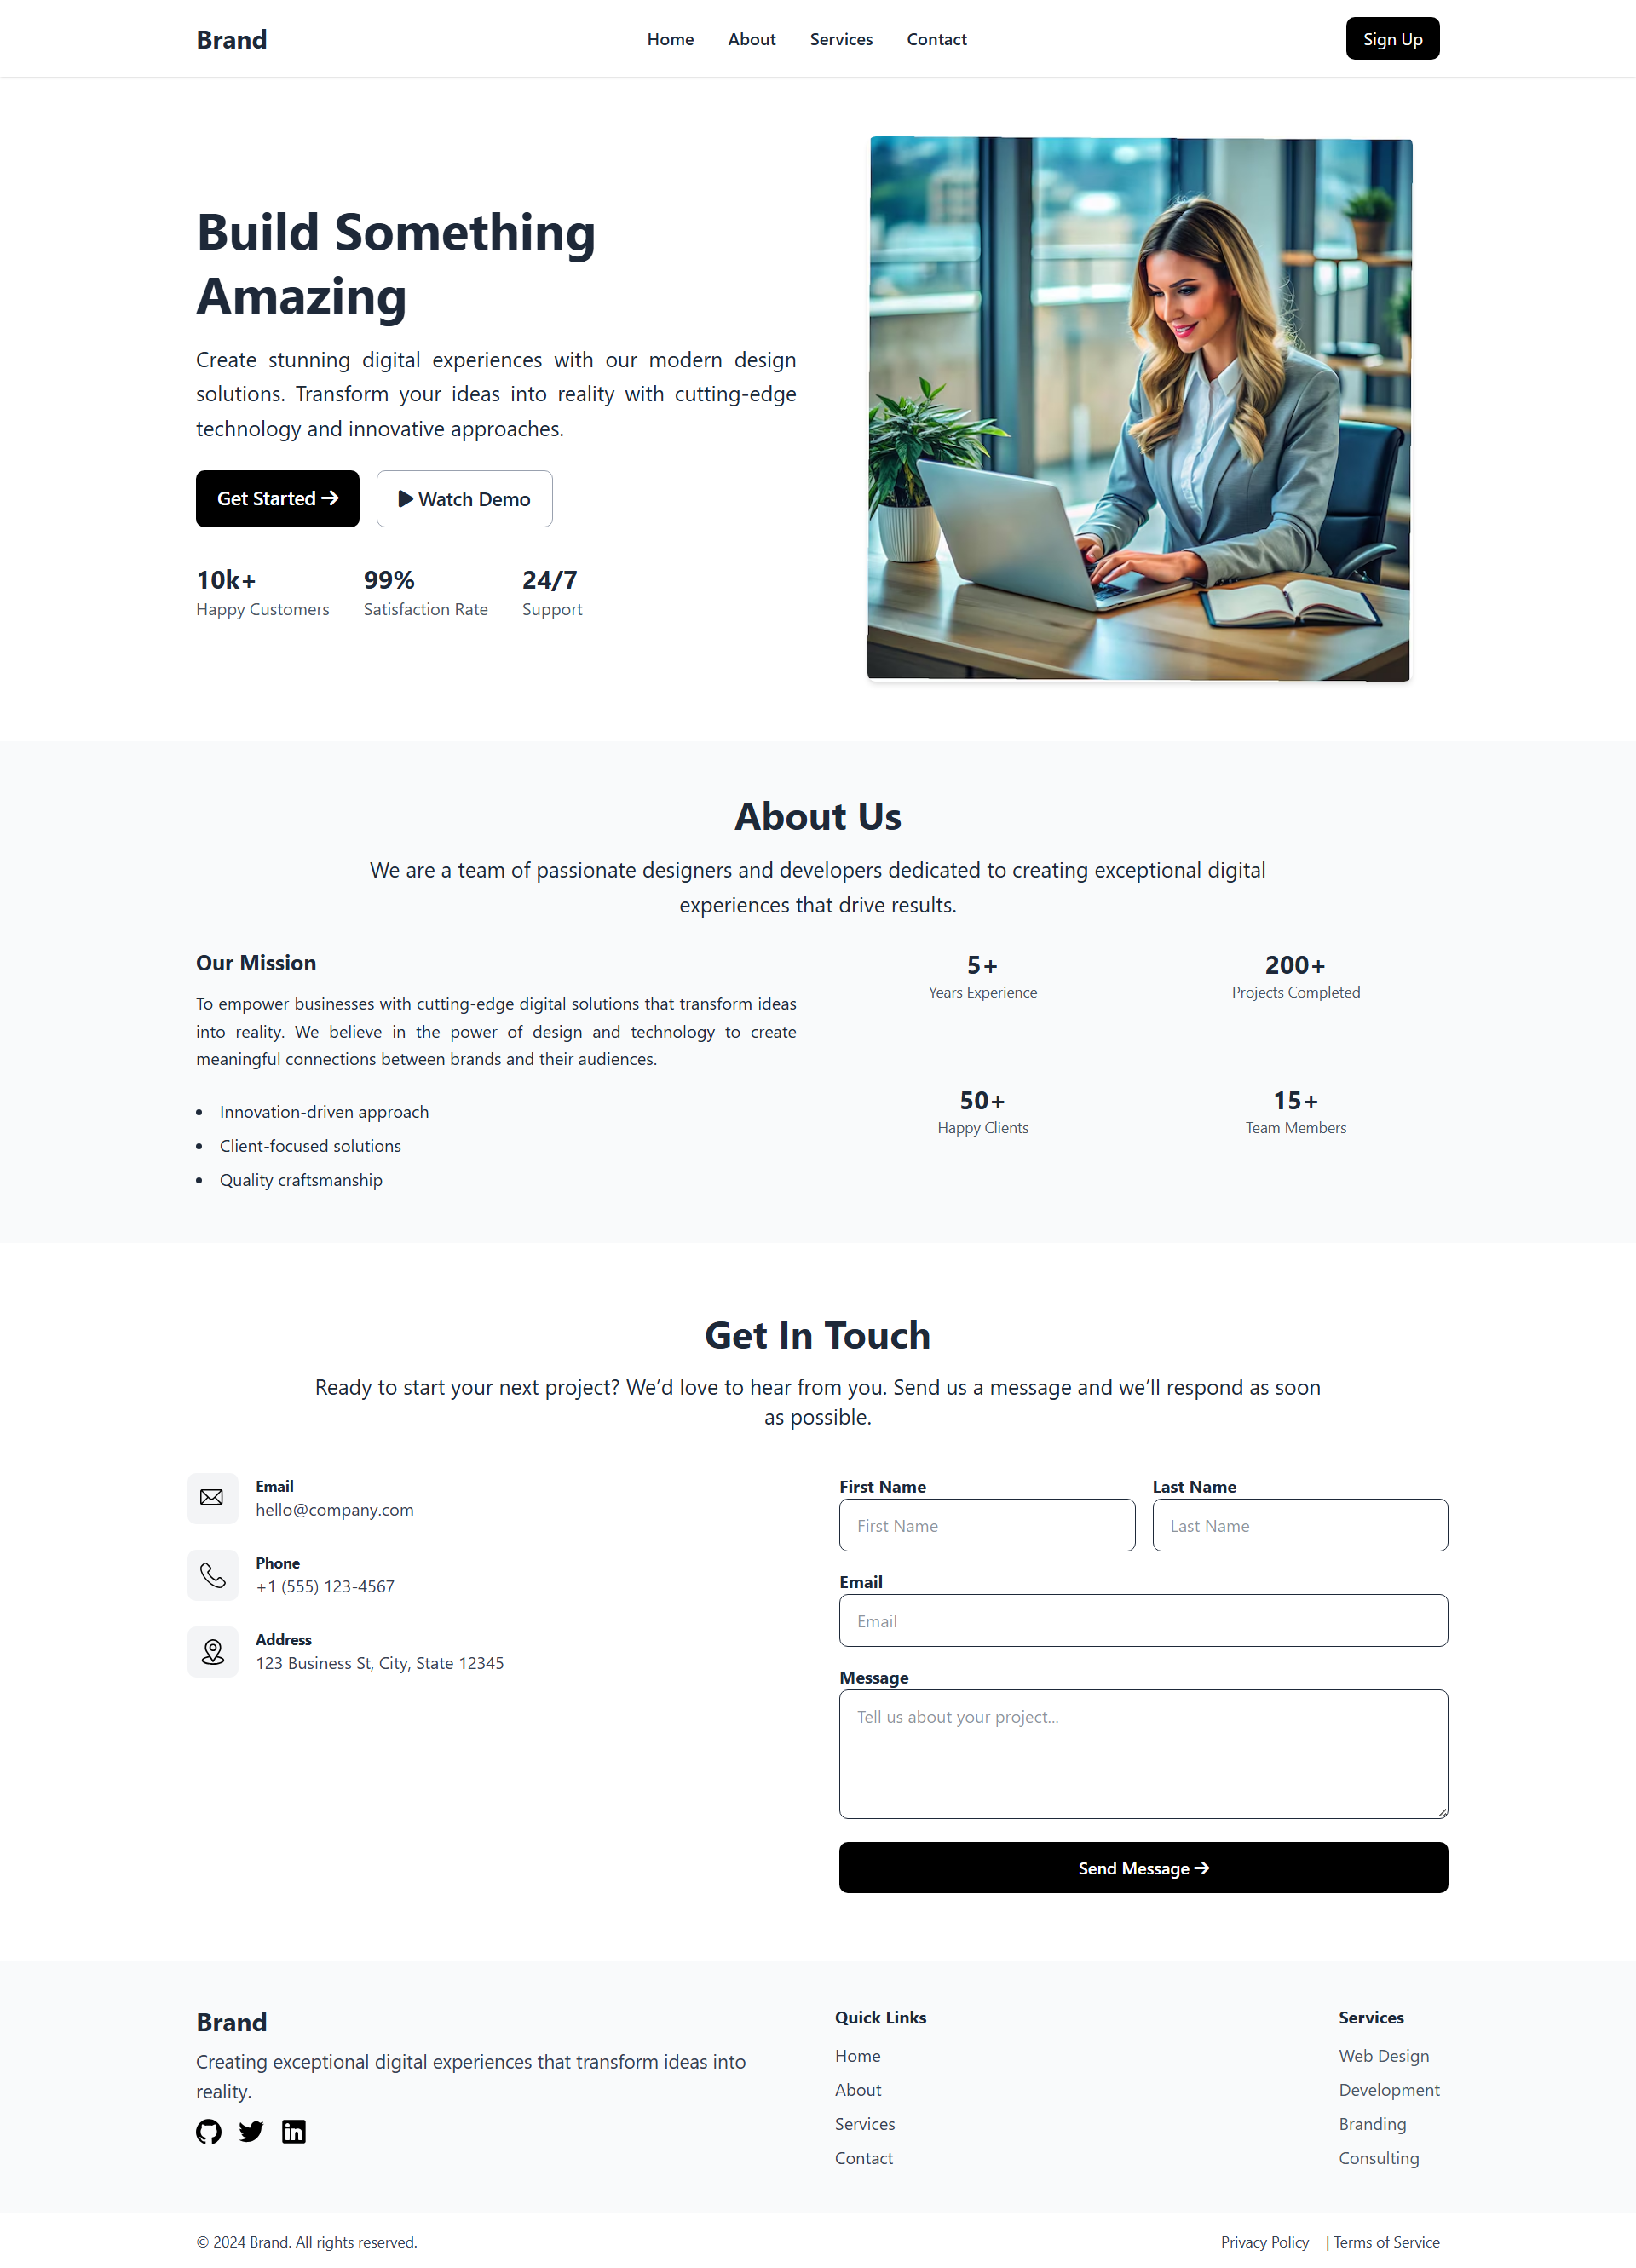 Brand
Home
About
Services
Contact
Sign Up
Build Something
Amazing
Create stunning digital experiences with our modern design
solutions. Transform your ideas into reality with cutting-edge
technology and innovative approaches.
Get Started
Watch Demo
10k+
Happy Customers
99%
Satisfaction Rate
24/7
Support
About Us
We are a team of passionate designers and developers dedicated to creating exceptional digital
experiences that drive results.
Our Mission
To empower businesses with cutting-edge digital solutions that transform ideas
into reality. We believe in the power of design and technology to create
meaningful connections between brands and their audiences.
Innovation-driven approach
Client-focused solutions
Quality craftsmanship
5+
Years Experience
200+
Projects Completed
50+
Happy Clients
15+
Team Members
Get In Touch
Ready to start your next project? We’d love to hear from you. Send us a message and we’ll respond as soon
as possible.
Email
hello@company.com
Phone
+1 (555) 123-4567
Address
123 Business St, City, State 12345
First Name
First Name
Last Name
Last Name
Email
Email
Message
Tell us about your project...
Send Message
Brand
Creating exceptional digital experiences that transform ideas into
reality.
Quick Links
Home
About
Services
Contact
Services
Web Design
Development
Branding
Consulting
© 2024 Brand. All rights reserved.
Privacy Policy | Terms of Service